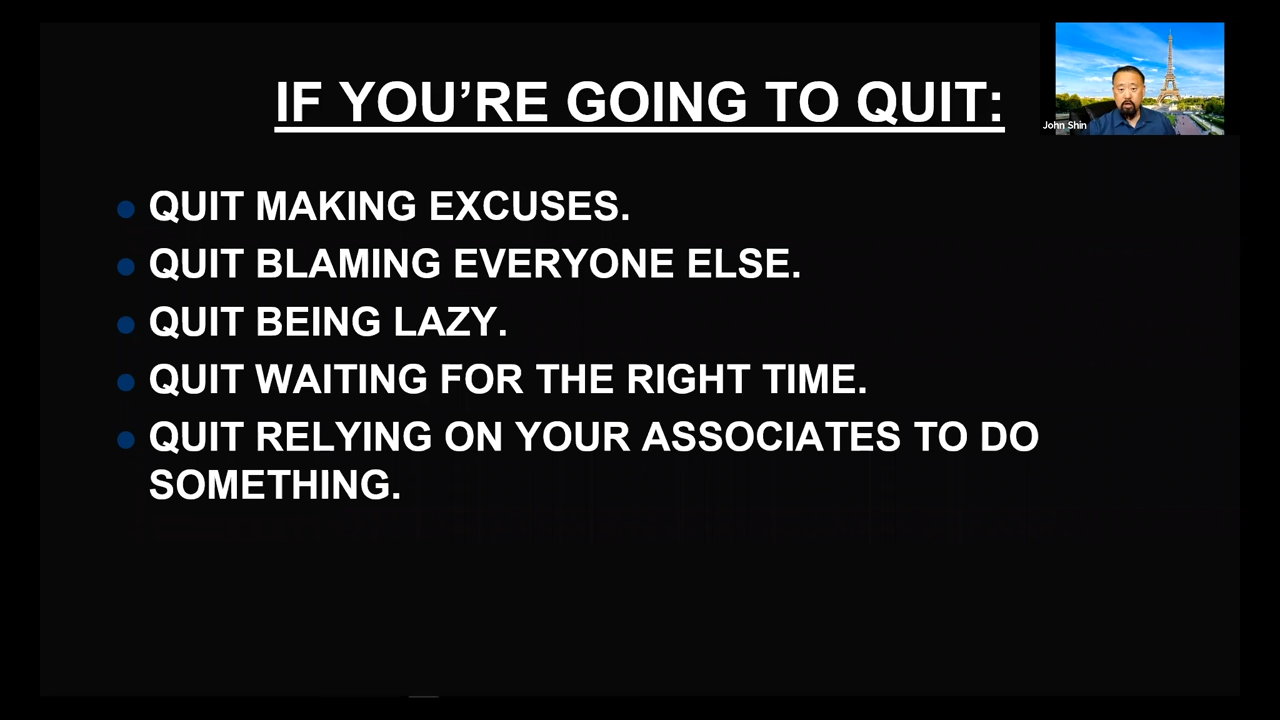 IF YOU’RE GOING TO QUIT:
John Shin
QUIT MAKING EXCUSES.
QUIT BLAMING EVERYONE ELSE.
QUIT BEING LAZY.
QUIT WAITING FOR THE RIGHT TIME.
QUIT RELYING ON YOUR ASSOCIATES TO DO
SOMETHING.